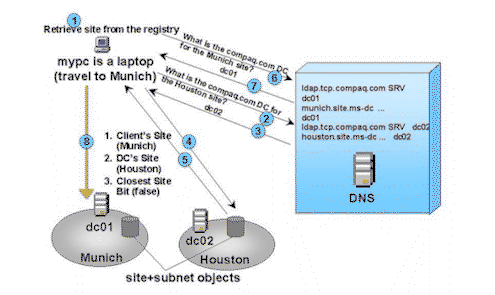 1
Retrieve site from the registry
mypc is a laptop
(travel to Munich)
What is the compaq.com DC
for the Munich site?
6
dc01
7
What is the compaq.com DC for
the Houston site?
2
dc02
3
ldap.tcp.compaq.com SRV
dc01
munich.site.ms-dc ...
dc01
ldap.tcp.compaq.com SRV dc02
houston.site.ms-dc ... dc02
DNS
8
1. Client's Site
(Munich)
2. DC's Site
(Houston)
3. Closest Site
Bit (false)
4
5
dc01
Munich
dc02
Houston
site+subnet objects